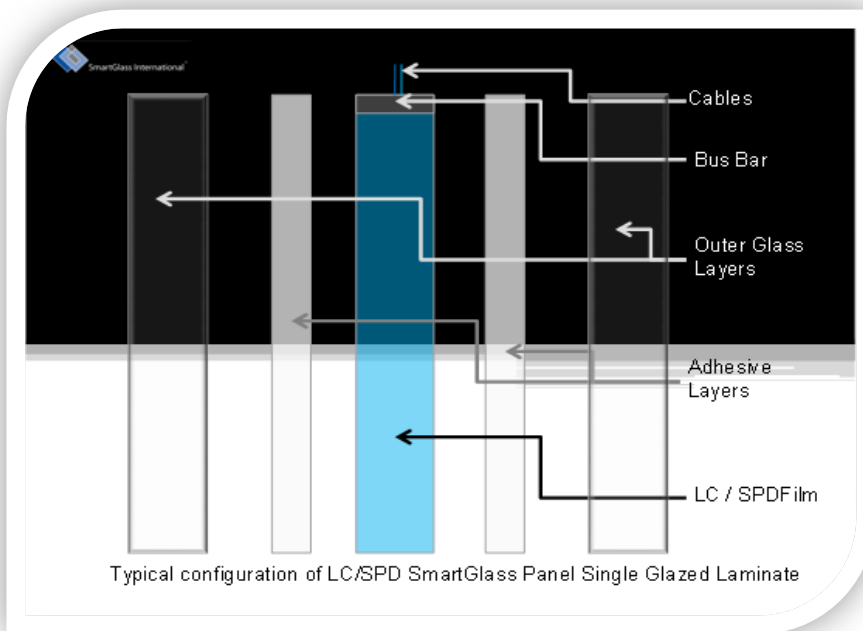 SmartGlass International
Cables
Bus Bar
Outer Glass
Layers
Adhesive
Layers
LC / SPDFilm
Typical configuration of LC/SPD SmartGlass Panel Single Glazed Laminate